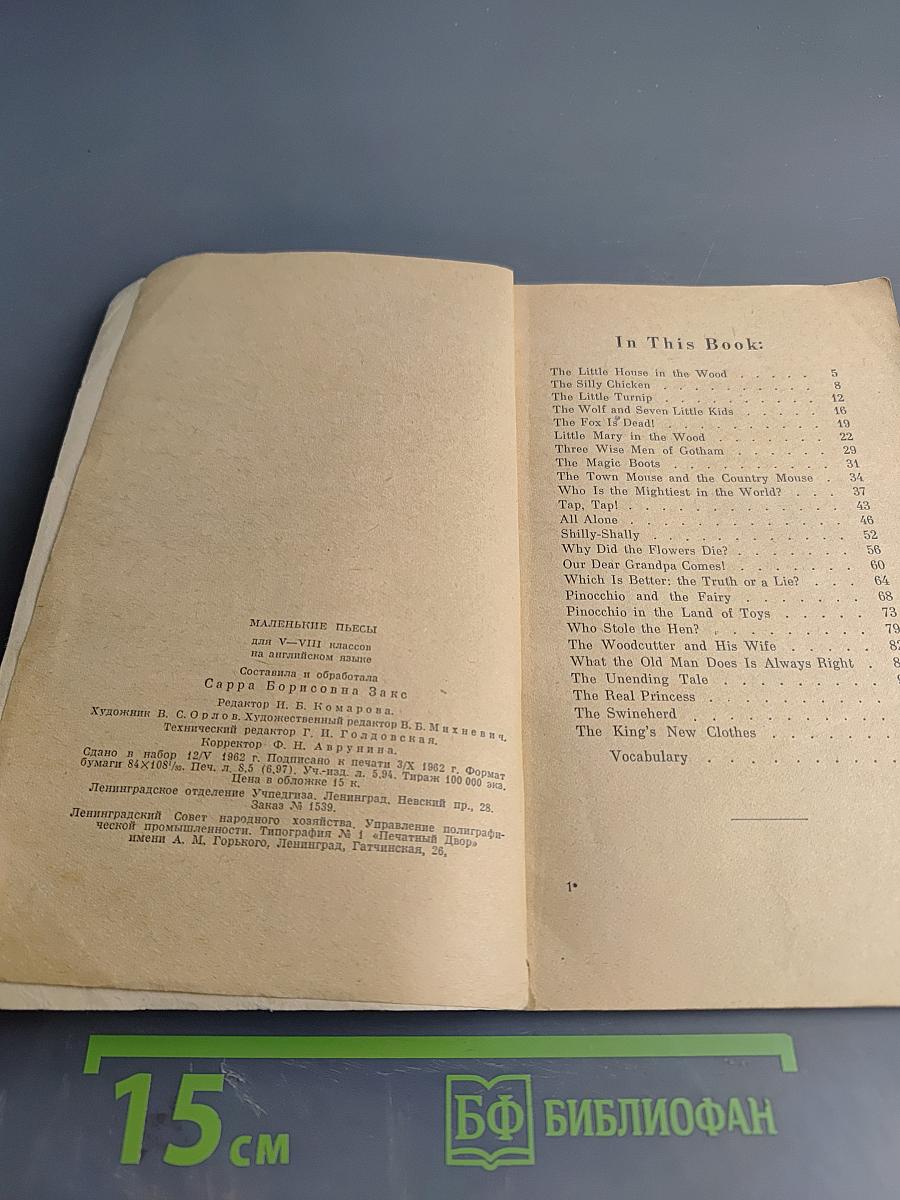 МАЛЕНЬКИЕ ПЬЕСЫ
для V—VIII классов
на английском языке
Составила и обработала
Сарра Борисовна Закс
Редактор И. Б. Комарова.
Художник В. С. Орлов. Художественный редактор В. Б. Михневич.
Технический редактор Г. И. Голдовская.
Корректор Ф. Н. Аврунина.
Сдано в набор 12/V 1962 г. Подписано к печати 3/X 1962 г. Формат
бумаги 84×108¹/₃₂. Печ. л. 8,5 (6,97). Уч.-изд. л. 5,94. Тираж 100 000 экз.
Цена в обложке 15 к.
Ленинградское отделение Учпедгиза. Ленинград, Невский пр., 28.
Заказ № 1539.
Ленинградский Совет народного хозяйства. Управление полиграфи-
ческой промышленности. Типография № 1 «Печатный Двор»
имени А. М. Горького, Ленинград, Гатчинская, 26.
In This Book:
The Little House in the Wood . . . . . 5
The Silly Chicken . . . . . . . . . . 8
The Little Turnip . . . . . . . . . . 12
The Wolf and Seven Little Kids . . . . . 16
The Fox Is Dead! . . . . . . . . . . 19
Little Mary in the Wood . . . . . . . 22
Three Wise Men of Gotham . . . . . . 29
The Magic Boots . . . . . . . . . . 31
The Town Mouse and the Country Mouse . 34
Who Is the Mightiest in the World? . . . 37
Tap, Tap! . . . . . . . . . . . . . 43
All Alone . . . . . . . . . . . . . 46
Shilly-Shally . . . . . . . . . . . 52
Why Did the Flowers Die? . . . . . . . 56
Our Dear Grandpa Comes! . . . . . . . 60
Which Is Better: the Truth or a Lie? . . . 64
Pinocchio and the Fairy . . . . . . . 68
Pinocchio in the Land of Toys . . . . . 73
Who Stole the Hen? . . . . . . . . . 79
The Woodcutter and His Wife . . . . . . 82
What the Old Man Does Is Always Right . 8
The Unending Tale . . . . . . . . .
The Real Princess . . . . . . . . .
The Swineherd . . . . . . . . . .
The King's New Clothes . . . . . . .
Vocabulary . . . . . . . . .
1*
15 см
БФ БИБЛИОФАН